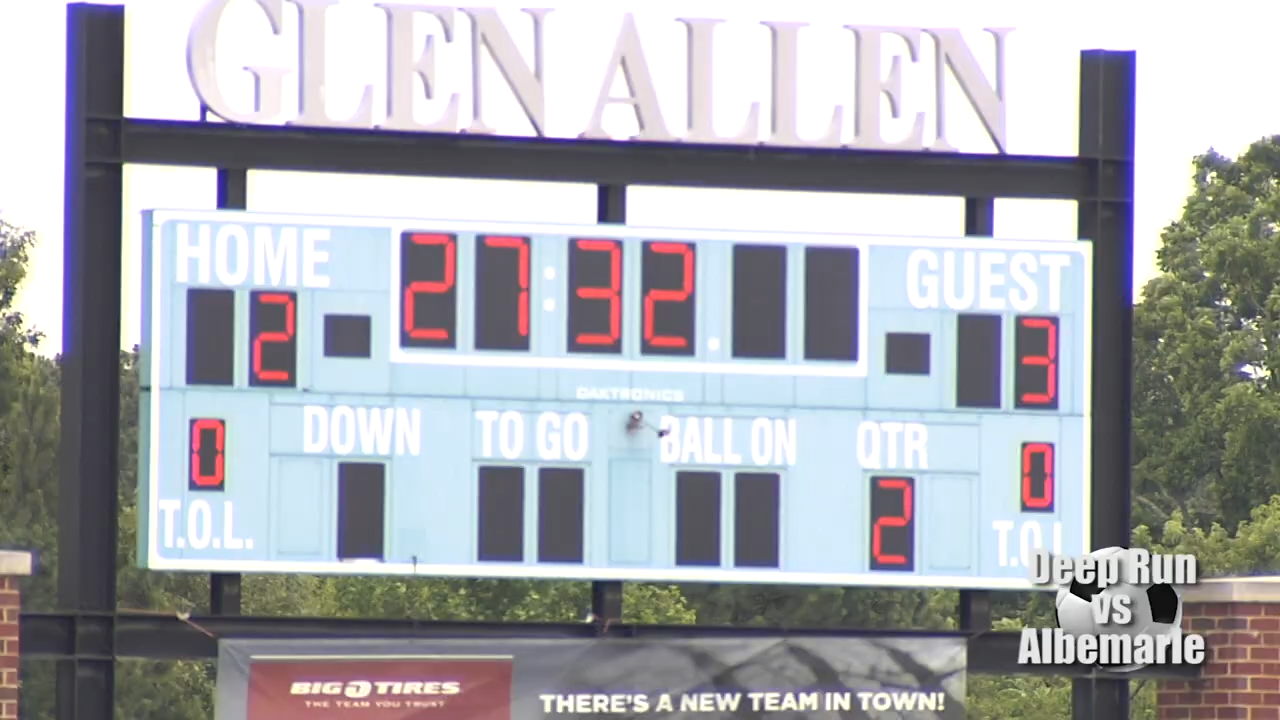 GLEN ALLEN
HOME 27:32 GUEST
2 3
DAKTRONICS
DOWN TO GO BALL ON QTR
0 2 0
T.O.L. T.O.L
Deep Run
vs
Albemarle
BIG O TIRES
THE TEAM YOU TRUST
THERE'S A NEW TEAM IN TOWN!